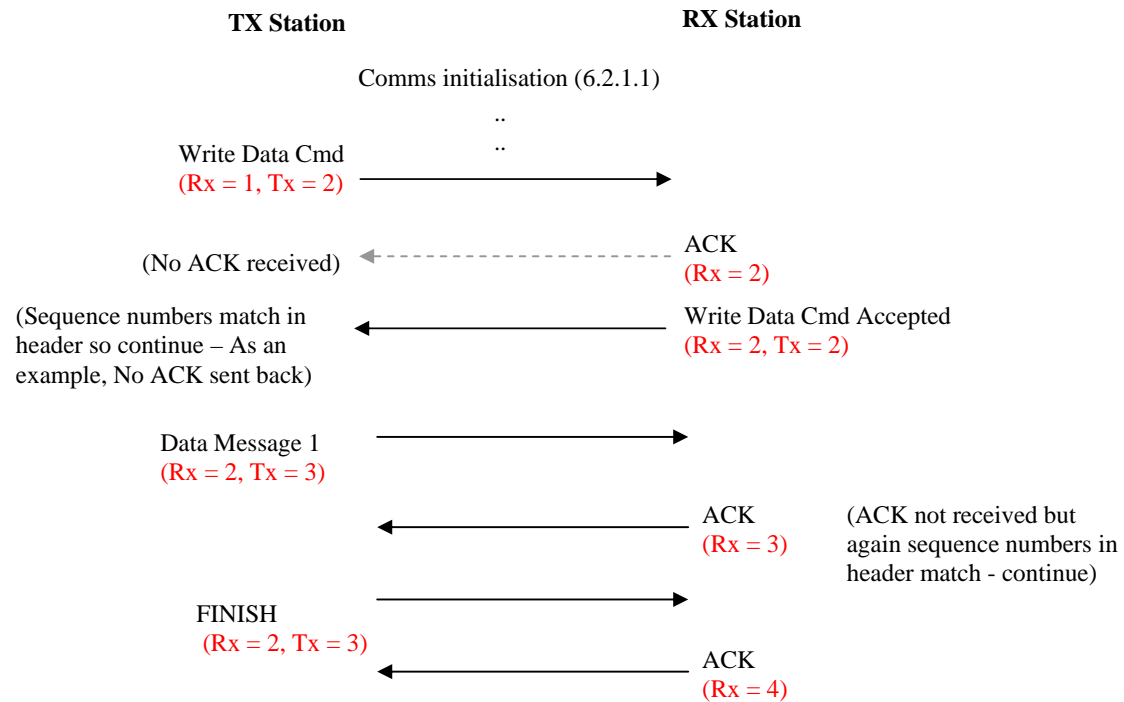 TX Station
RX Station
Comms initialisation (6.2.1.1)
..
..
Write Data Cmd
(Rx = 1, Tx = 2)
ACK
(Rx = 2)
(No ACK received)
(Sequence numbers match in
header so continue – As an
example, No ACK sent back)
Write Data Cmd Accepted
(Rx = 2, Tx = 2)
Data Message 1
(Rx = 2, Tx = 3)
ACK
(Rx = 3)
(ACK not received but
again sequence numbers in
header match - continue)
FINISH
(Rx = 2, Tx = 3)
ACK
(Rx = 4)